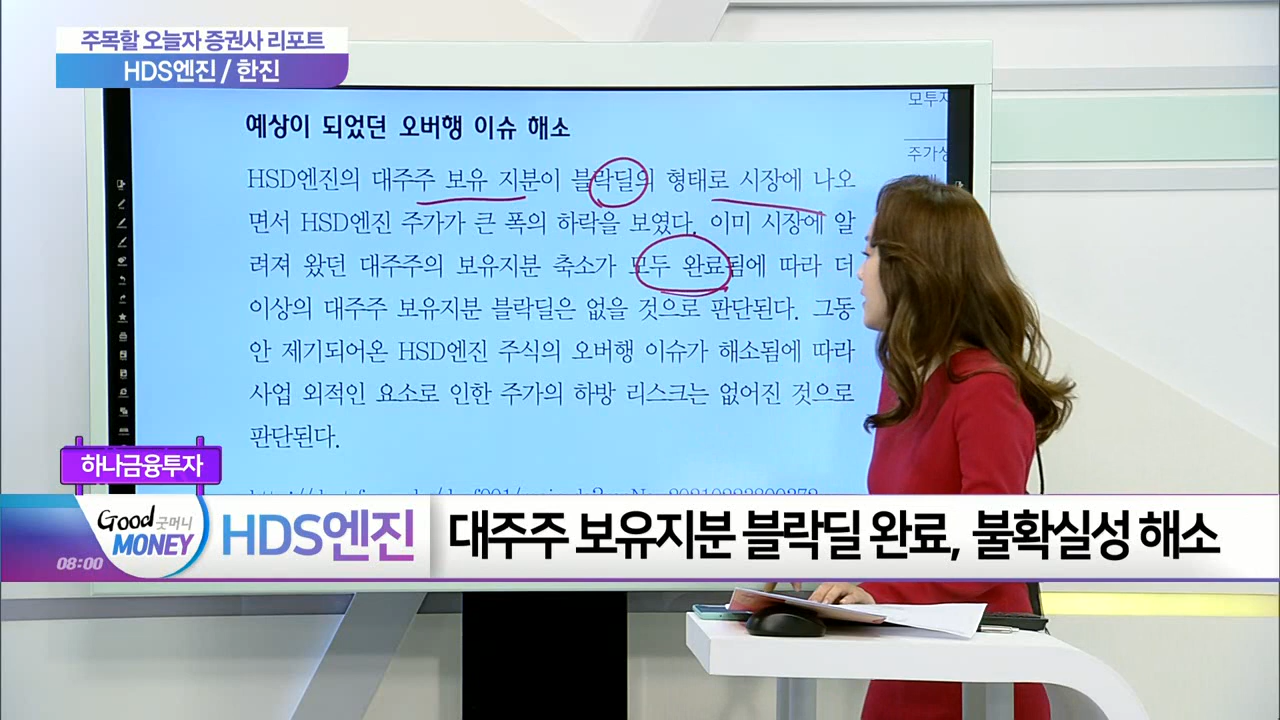 주목할 오늘자 증권사 리포트
HDS엔진 / 한진
모투자
주가상
예상이 되었던 오버행 이슈 해소
HSD엔진의 대주주 보유 지분이 블락딜의 형태로 시장에 나오
면서 HSD엔진 주가가 큰 폭의 하락을 보였다. 이미 시장에 알
려져 왔던 대주주의 보유지분 축소가 모두 완료됨에 따라 더
이상의 대주주 보유지분 블락딜은 없을 것으로 판단된다. 그동
안 제기되어온 HSD엔진 주식의 오버행 이슈가 해소됨에 따라
사업 외적인 요소로 인한 주가의 하방 리스크는 없어진 것으로
판단된다.
하나금융투자
Good 굿머니
MONEY
08:00
HDS엔진
대주주 보유지분 블락딜 완료, 불확실성 해소